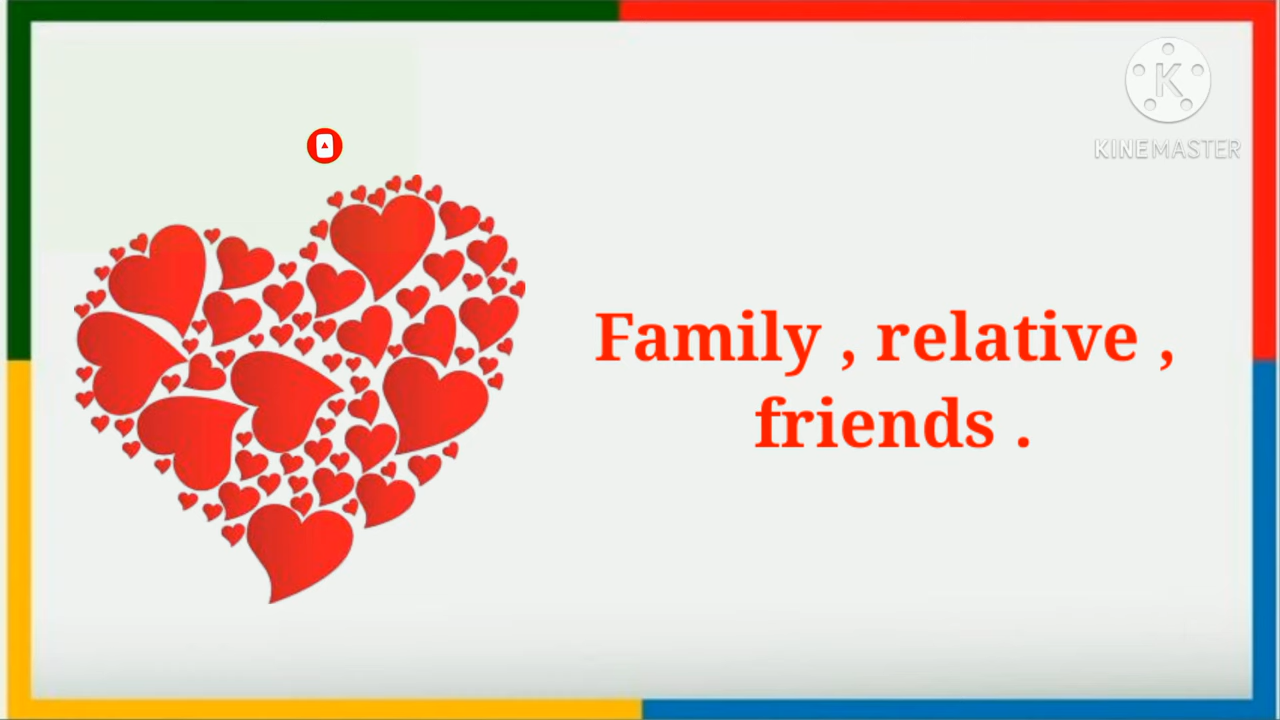 KINEMASTER
Family , relative ,
friends .